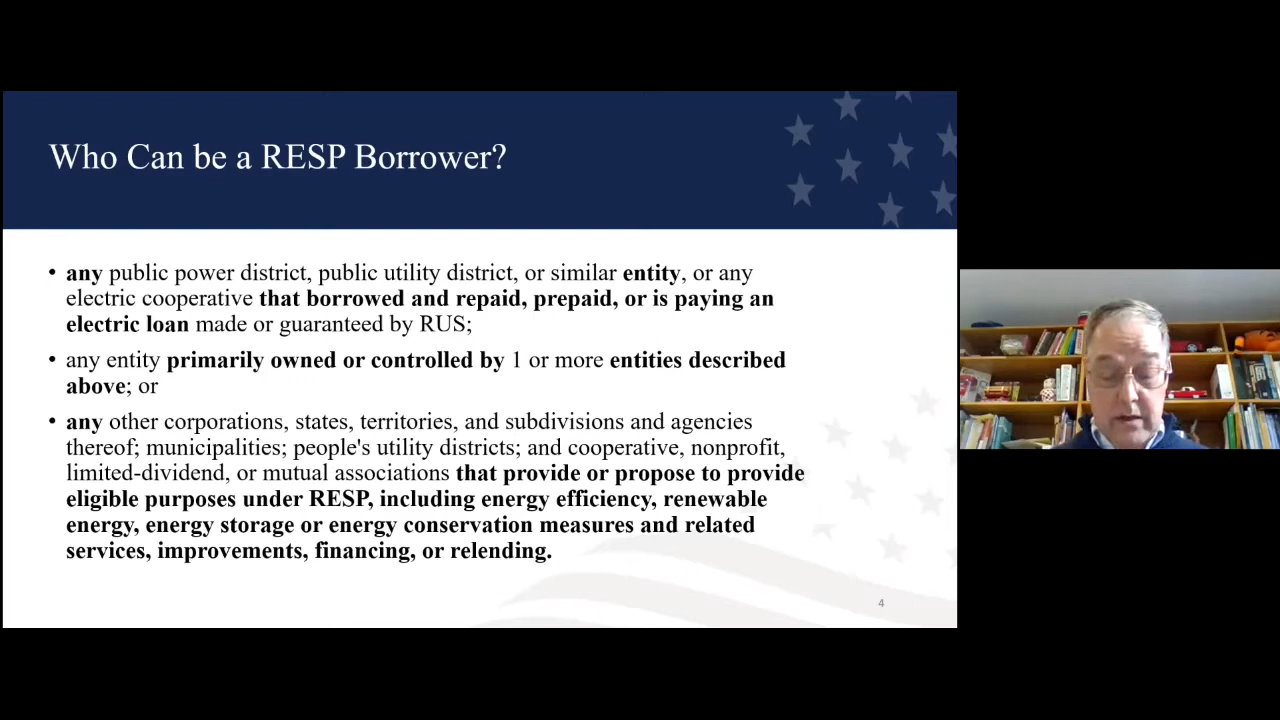 Who Can be a RESP Borrower?
• any public power district, public utility district, or similar entity, or any
electric cooperative that borrowed and repaid, prepaid, or is paying an
electric loan made or guaranteed by RUS;
• any entity primarily owned or controlled by 1 or more entities described
above; or
• any other corporations, states, territories, and subdivisions and agencies
thereof; municipalities; people's utility districts; and cooperative, nonprofit,
limited-dividend, or mutual associations that provide or propose to provide
eligible purposes under RESP, including energy efficiency, renewable
energy, energy storage or energy conservation measures and related
services, improvements, financing, or relending.
4